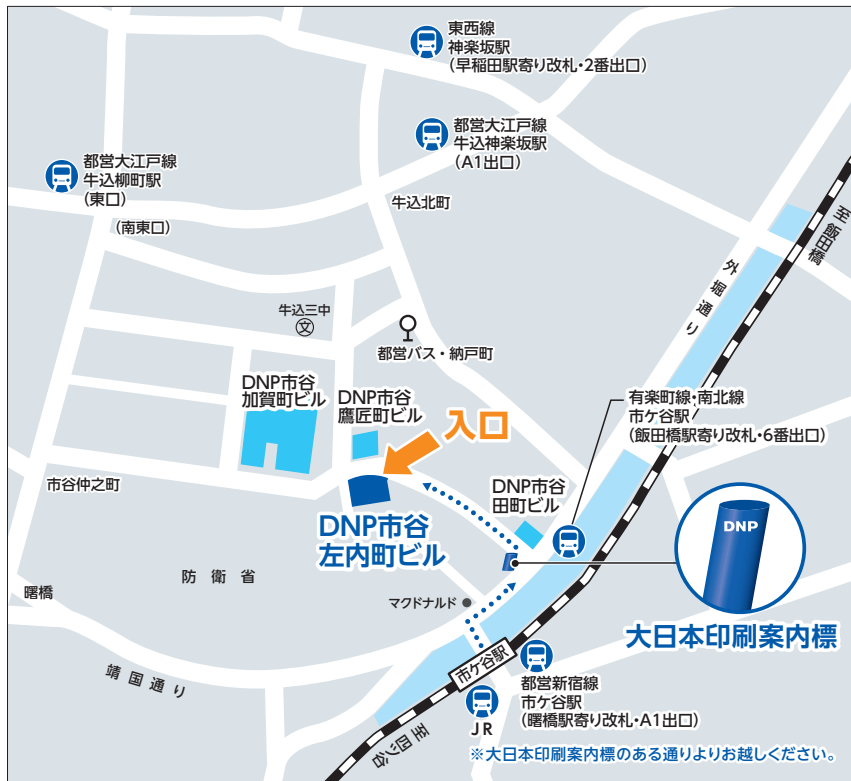 東西線
神楽坂駅
(早稲田駅寄り改札・2番出口)
都営大江戸線
牛込神楽坂駅
(A1出口)
都営大江戸線
牛込柳町駅
(東口)
(南東口)
牛込北町
至飯田橋
外堀通り
牛込三中
文
都営バス・納戸町
DNP市谷
加賀町ビル
DNP市谷
鷹匠町ビル
入口
有楽町線・南北線
市ケ谷駅
(飯田橋駅寄り改札・6番出口)
市谷仲之町
DNP市谷
左内町ビル
DNP市谷
田町ビル
DNP
大日本印刷案内標
防衛省
曙橋
マクドナルド
靖国通り
市ケ谷駅
都営新宿線
市ケ谷駅
(曙橋駅寄り改札・A1出口)
JR
至四ツ谷
※大日本印刷案内標のある通りよりお越しください。